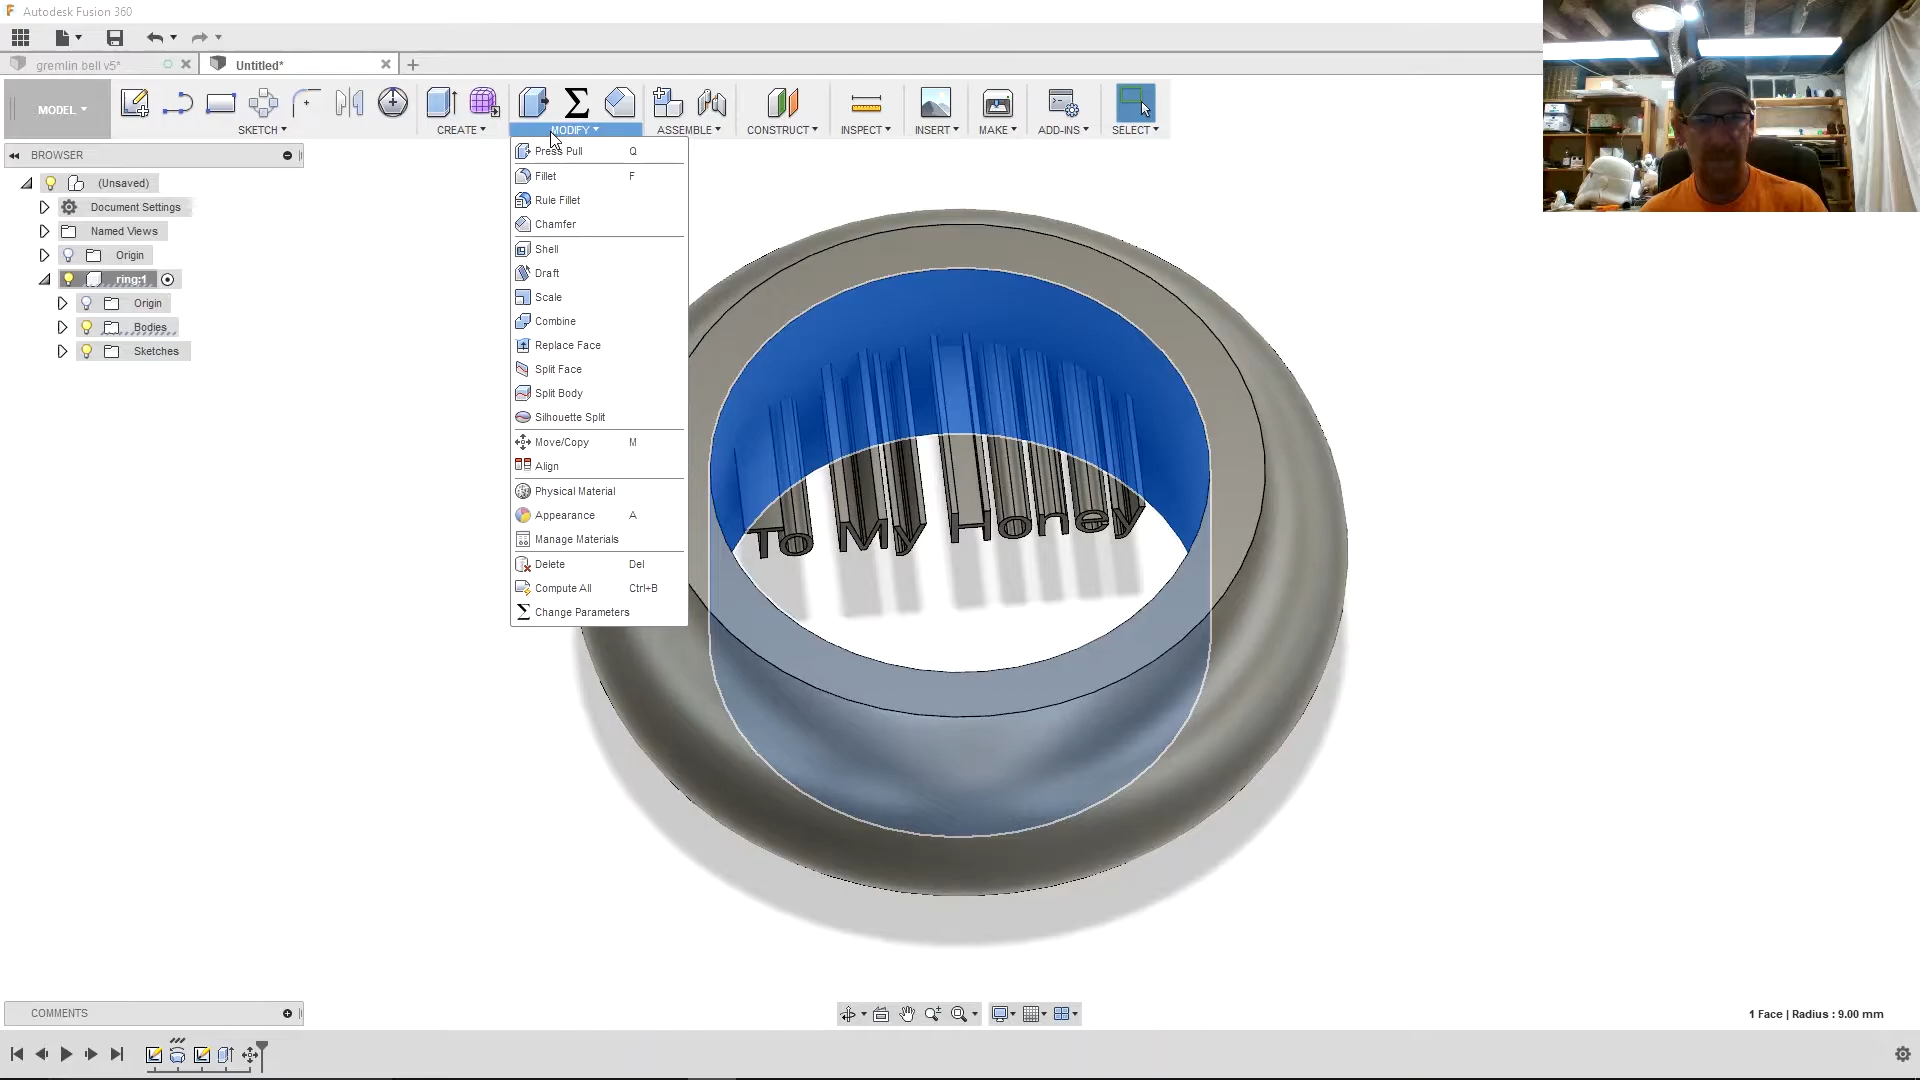 Autodesk Fusion 360
gremlin bell v5*
Untitled*
MODEL
SKETCH
CREATE
MODIFY
ASSEMBLE
CONSTRUCT
INSPECT
INSERT
MAKE
ADD-INS
SELECT
BROWSER
(Unsaved)
Document Settings
Named Views
Origin
ring:1
Origin
Bodies
Sketches
Press Pull Q
Fillet F
Rule Fillet
Chamfer
Shell
Draft
Scale
Combine
Replace Face
Split Face
Split Body
Silhouette Split
Move/Copy M
Align
Physical Material
Appearance A
Manage Materials
Delete Del
Compute All Ctrl+B
Change Parameters
To My Honey
COMMENTS
1 Face | Radius : 9.00 mm